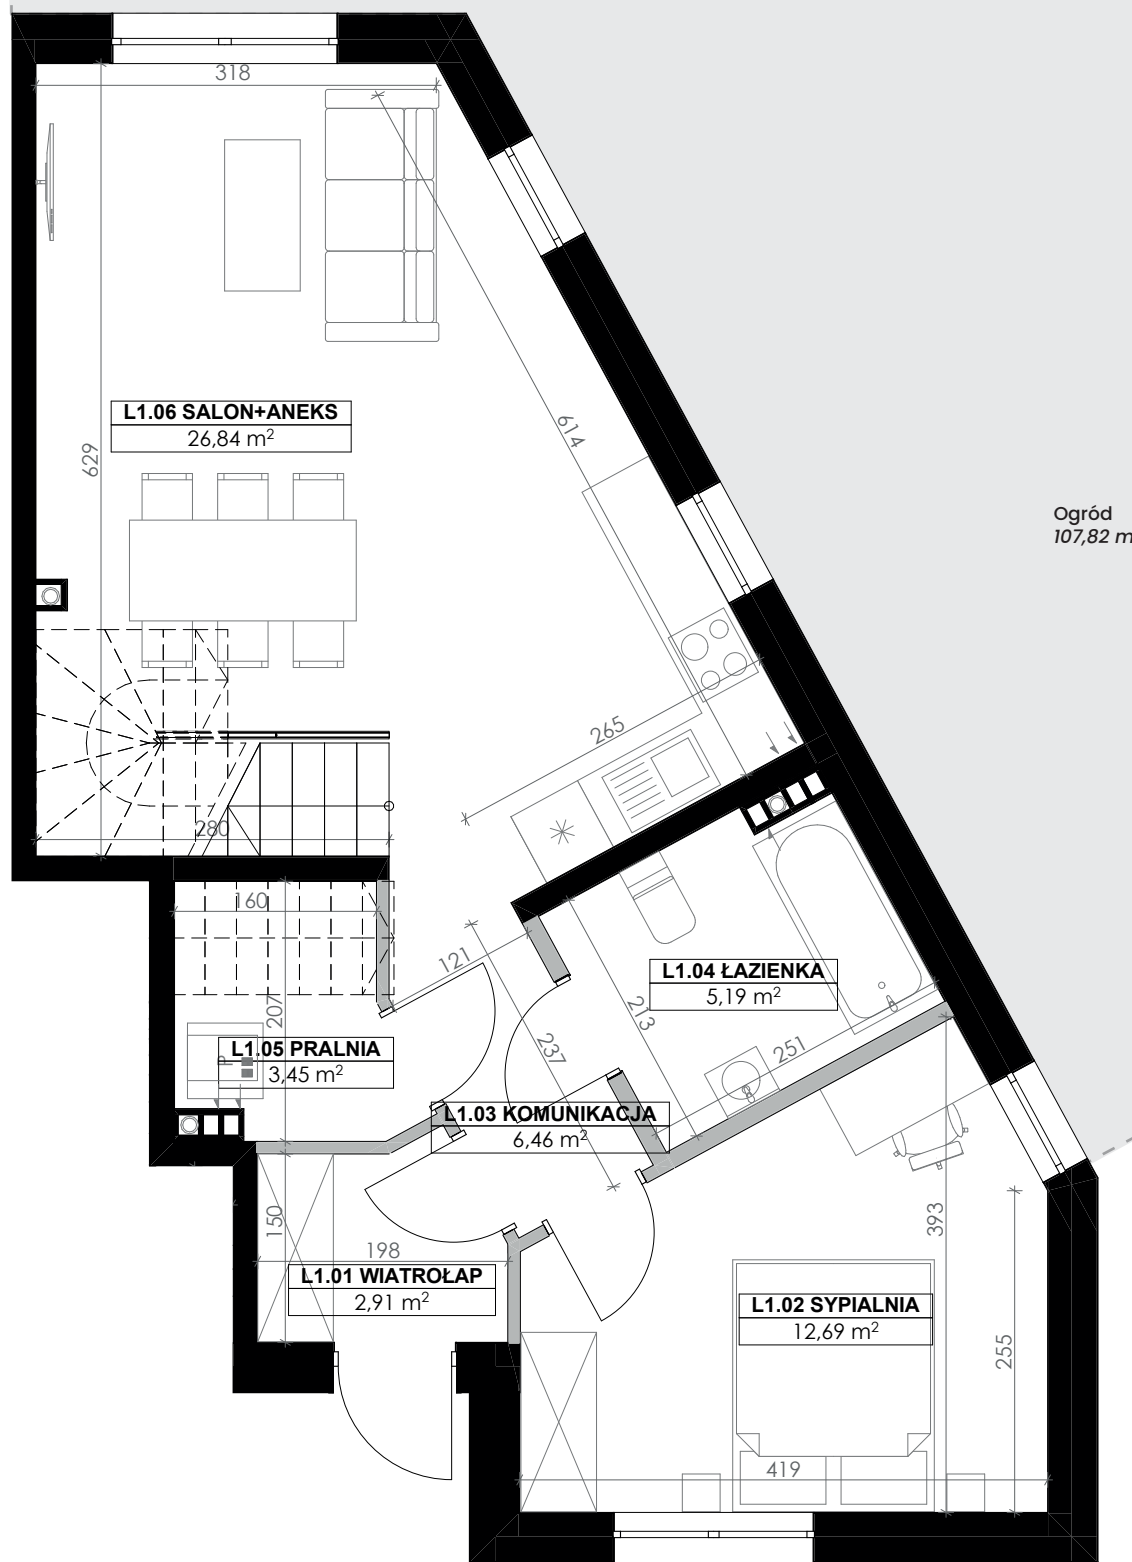 318
629
614
L1.06 SALON+ANEKS
26,84 m²
Ogród
107,82 m
265
280
160
121
207
L1.04 ŁAZIENKA
5,19 m²
213
237
251
L1.05 PRALNIA
3,45 m²
P
L1.03 KOMUNIKACJA
6,46 m²
150
198
393
L1.01 WIATROŁAP
2,91 m²
L1.02 SYPIALNIA
12,69 m²
255
419